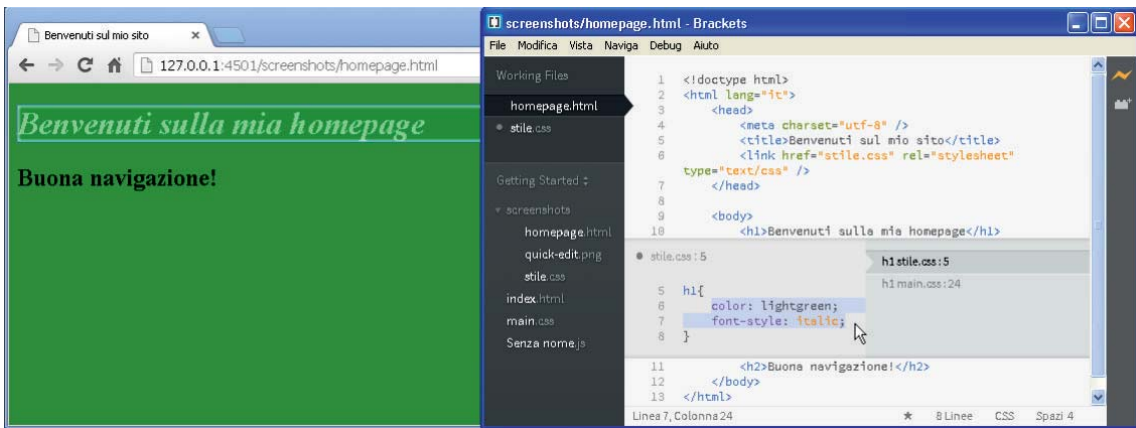 Benvenuti sul mio sito
127.0.0.1:4501/screenshots/homepage.html
Benvenuti sulla mia homepage
Buona navigazione!
screenshots/homepage.html - Brackets
File Modifica Vista Naviga Debug Aiuto
Working Files
homepage.html
stile.css
Getting Started
screenshots
homepage.html
quick-edit.png
stile.css
index.html
main.css
Senza nome.js
1 <!doctype html>
2 <html lang="it">
3 <head>
4 <meta charset="utf-8" />
5 <title>Benvenuti sul mio sito</title>
6 <link href="stile.css" rel="stylesheet"
type="text/css" />
7 </head>
8
9 <body>
10 <h1>Benvenuti sulla mia homepage</h1>
stile.css : 5
5 h1{
6 color: lightgreen;
7 font-style: italic;
8 }
h1 stile.css : 5
h1 main.css : 24
11 <h2>Buona navigazione!</h2>
12 </body>
13 </html>
Linea 7, Colonna 24
8 Linee CSS Spazi 4